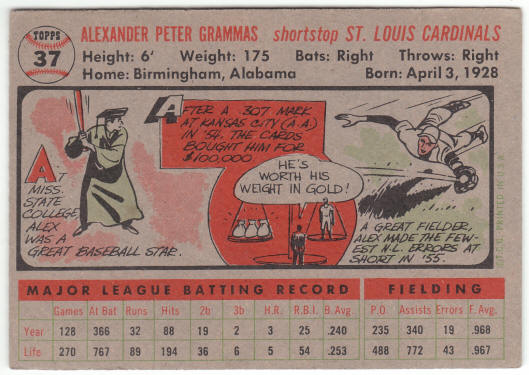 TOPPS
37
ALEXANDER PETER GRAMMAS shortstop ST. LOUIS CARDINALS
Height: 6' Weight: 175 Bats: Right Throws: Right
Home: Birmingham, Alabama Born: April 3, 1928
AT
MISS.
STATE
COLLEGE,
ALEX
WAS A
GREAT BASEBALL STAR.
AFTER A .307 MARK
AT KANSAS CITY (A.A.)
IN '54, THE CARDS
BOUGHT HIM FOR
$100,000.
HE'S
WORTH HIS
WEIGHT IN GOLD!
A GREAT FIELDER,
ALEX MADE THE FEW-
EST N.L. ERRORS AT
SHORT IN '55.
T.C.G. PRINTED IN U.S.A.
MAJOR LEAGUE BATTING RECORD FIELDING
Games At Bat Runs Hits 2b 3b H.R. R.B.I. B.Avg. P.O. Assists Errors F.Avg.
Year 128 366 32 88 19 2 3 25 .240 235 340 19 .968
Life 270 767 89 194 36 6 5 54 .253 488 772 43 .967